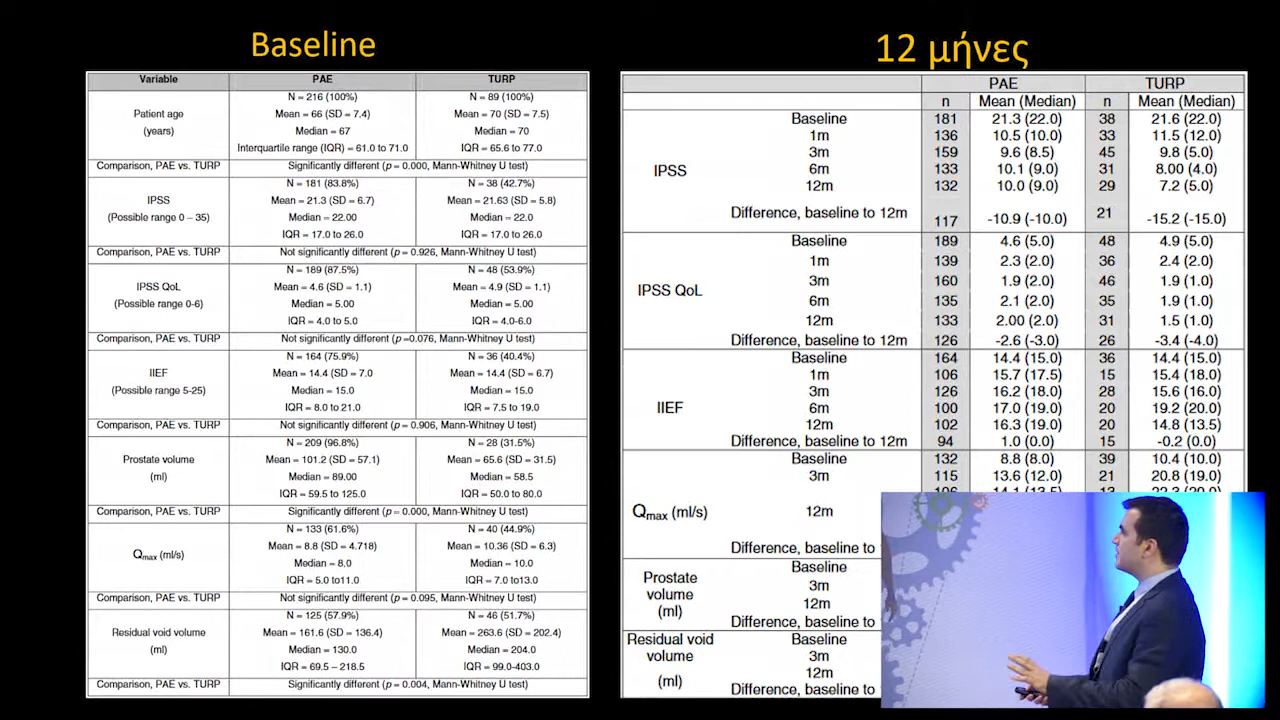 Baseline
12 μήνες
Variable PAE TURP
Patient age (years) N = 216 (100%) N = 89 (100%)
Mean = 66 (SD = 7.4) Mean = 70 (SD = 7.5)
Median = 67 Median = 70
Interquartile range (IQR) = 61.0 to 71.0 IQR = 65.6 to 77.0
Comparison, PAE vs. TURP Significantly different (p = 0.000, Mann-Whitney U test)
IPSS (Possible range 0 – 35) N = 181 (83.8%) N = 38 (42.7%)
Mean = 21.3 (SD = 6.7) Mean = 21.63 (SD = 5.8)
Median = 22.00 Median = 22.0
IQR = 17.0 to 26.0 IQR = 17.0 to 26.0
Comparison, PAE vs. TURP Not significantly different (p = 0.926, Mann-Whitney U test)
IPSS QoL (Possible range 0-6) N = 189 (87.5%) N = 48 (53.9%)
Mean = 4.6 (SD = 1.1) Mean = 4.9 (SD = 1.1)
Median = 5.00 Median = 5.00
IQR = 4.0 to 5.0 IQR = 4.0-6.0
Comparison, PAE vs. TURP Not significantly different (p =0.076, Mann-Whitney U test)
IIEF (Possible range 5-25) N = 164 (75.9%) N = 36 (40.4%)
Mean = 14.4 (SD = 7.0 Mean = 14.4 (SD = 6.7)
Median = 15.0 Median = 15.0
IQR = 8.0 to 21.0 IQR = 7.5 to 19.0
Comparison, PAE vs. TURP Not significantly different (p = 0.906, Mann-Whitney U test)
Prostate volume (ml) N = 209 (96.8%) N = 28 (31.5%)
Mean = 101.2 (SD = 57.1) Mean = 65.6 (SD = 31.5)
Median = 89.00 Median = 58.5
IQR = 59.5 to 125.0 IQR = 50.0 to 80.0
Comparison, PAE vs. TURP Significantly different (p = 0.000, Mann-Whitney U test)
Qmax (ml/s) N = 133 (61.6%) N = 40 (44.9%)
Mean = 8.8 (SD = 4.718) Mean = 10.36 (SD = 6.3)
Median = 8.0 Median = 10.0
IQR = 5.0 to11.0 IQR = 7.0 to13.0
Comparison, PAE vs. TURP Not significantly different (p = 0.095, Mann-Whitney U test)
Residual void volume (ml) N = 125 (57.9%) N = 46 (51.7%)
Mean = 161.6 (SD = 136.4) Mean = 263.6 (SD = 202.4)
Median = 130.0 Median = 204.0
IQR = 69.5 – 218.5 IQR = 99.0-403.0
Comparison, PAE vs. TURP Significantly different (p = 0.004, Mann-Whitney U test)
PAE TURP
n Mean (Median) n Mean (Median)
IPSS
Baseline 181 21.3 (22.0) 38 21.6 (22.0)
1m 136 10.5 (10.0) 33 11.5 (12.0)
3m 159 9.6 (8.5) 45 9.8 (5.0)
6m 133 10.1 (9.0) 31 8.00 (4.0)
12m 132 10.0 (9.0) 29 7.2 (5.0)
Difference, baseline to 12m 117 -10.9 (-10.0) 21 -15.2 (-15.0)
IPSS QoL
Baseline 189 4.6 (5.0) 48 4.9 (5.0)
1m 139 2.3 (2.0) 36 2.4 (2.0)
3m 160 1.9 (2.0) 46 1.9 (1.0)
6m 135 2.1 (2.0) 35 1.9 (1.0)
12m 133 2.00 (2.0) 31 1.5 (1.0)
Difference, baseline to 12m 126 -2.6 (-3.0) 26 -3.4 (-4.0)
IIEF
Baseline 164 14.4 (15.0) 36 14.4 (15.0)
1m 106 15.7 (17.5) 15 15.4 (18.0)
3m 126 16.2 (18.0) 28 15.6 (16.0)
6m 100 17.0 (19.0) 20 19.2 (20.0)
12m 102 16.3 (19.0) 20 14.8 (13.5)
Difference, baseline to 12m 94 1.0 (0.0) 15 -0.2 (0.0)
Qmax (ml/s)
Baseline 132 8.8 (8.0) 39 10.4 (10.0)
3m 115 13.6 (12.0) 21 20.8 (19.0)
12m
Difference, baseline to
Prostate volume (ml)
Baseline
3m
12m
Difference, baseline to
Residual void volume (ml)
Baseline
3m
12m
Difference, baseline to